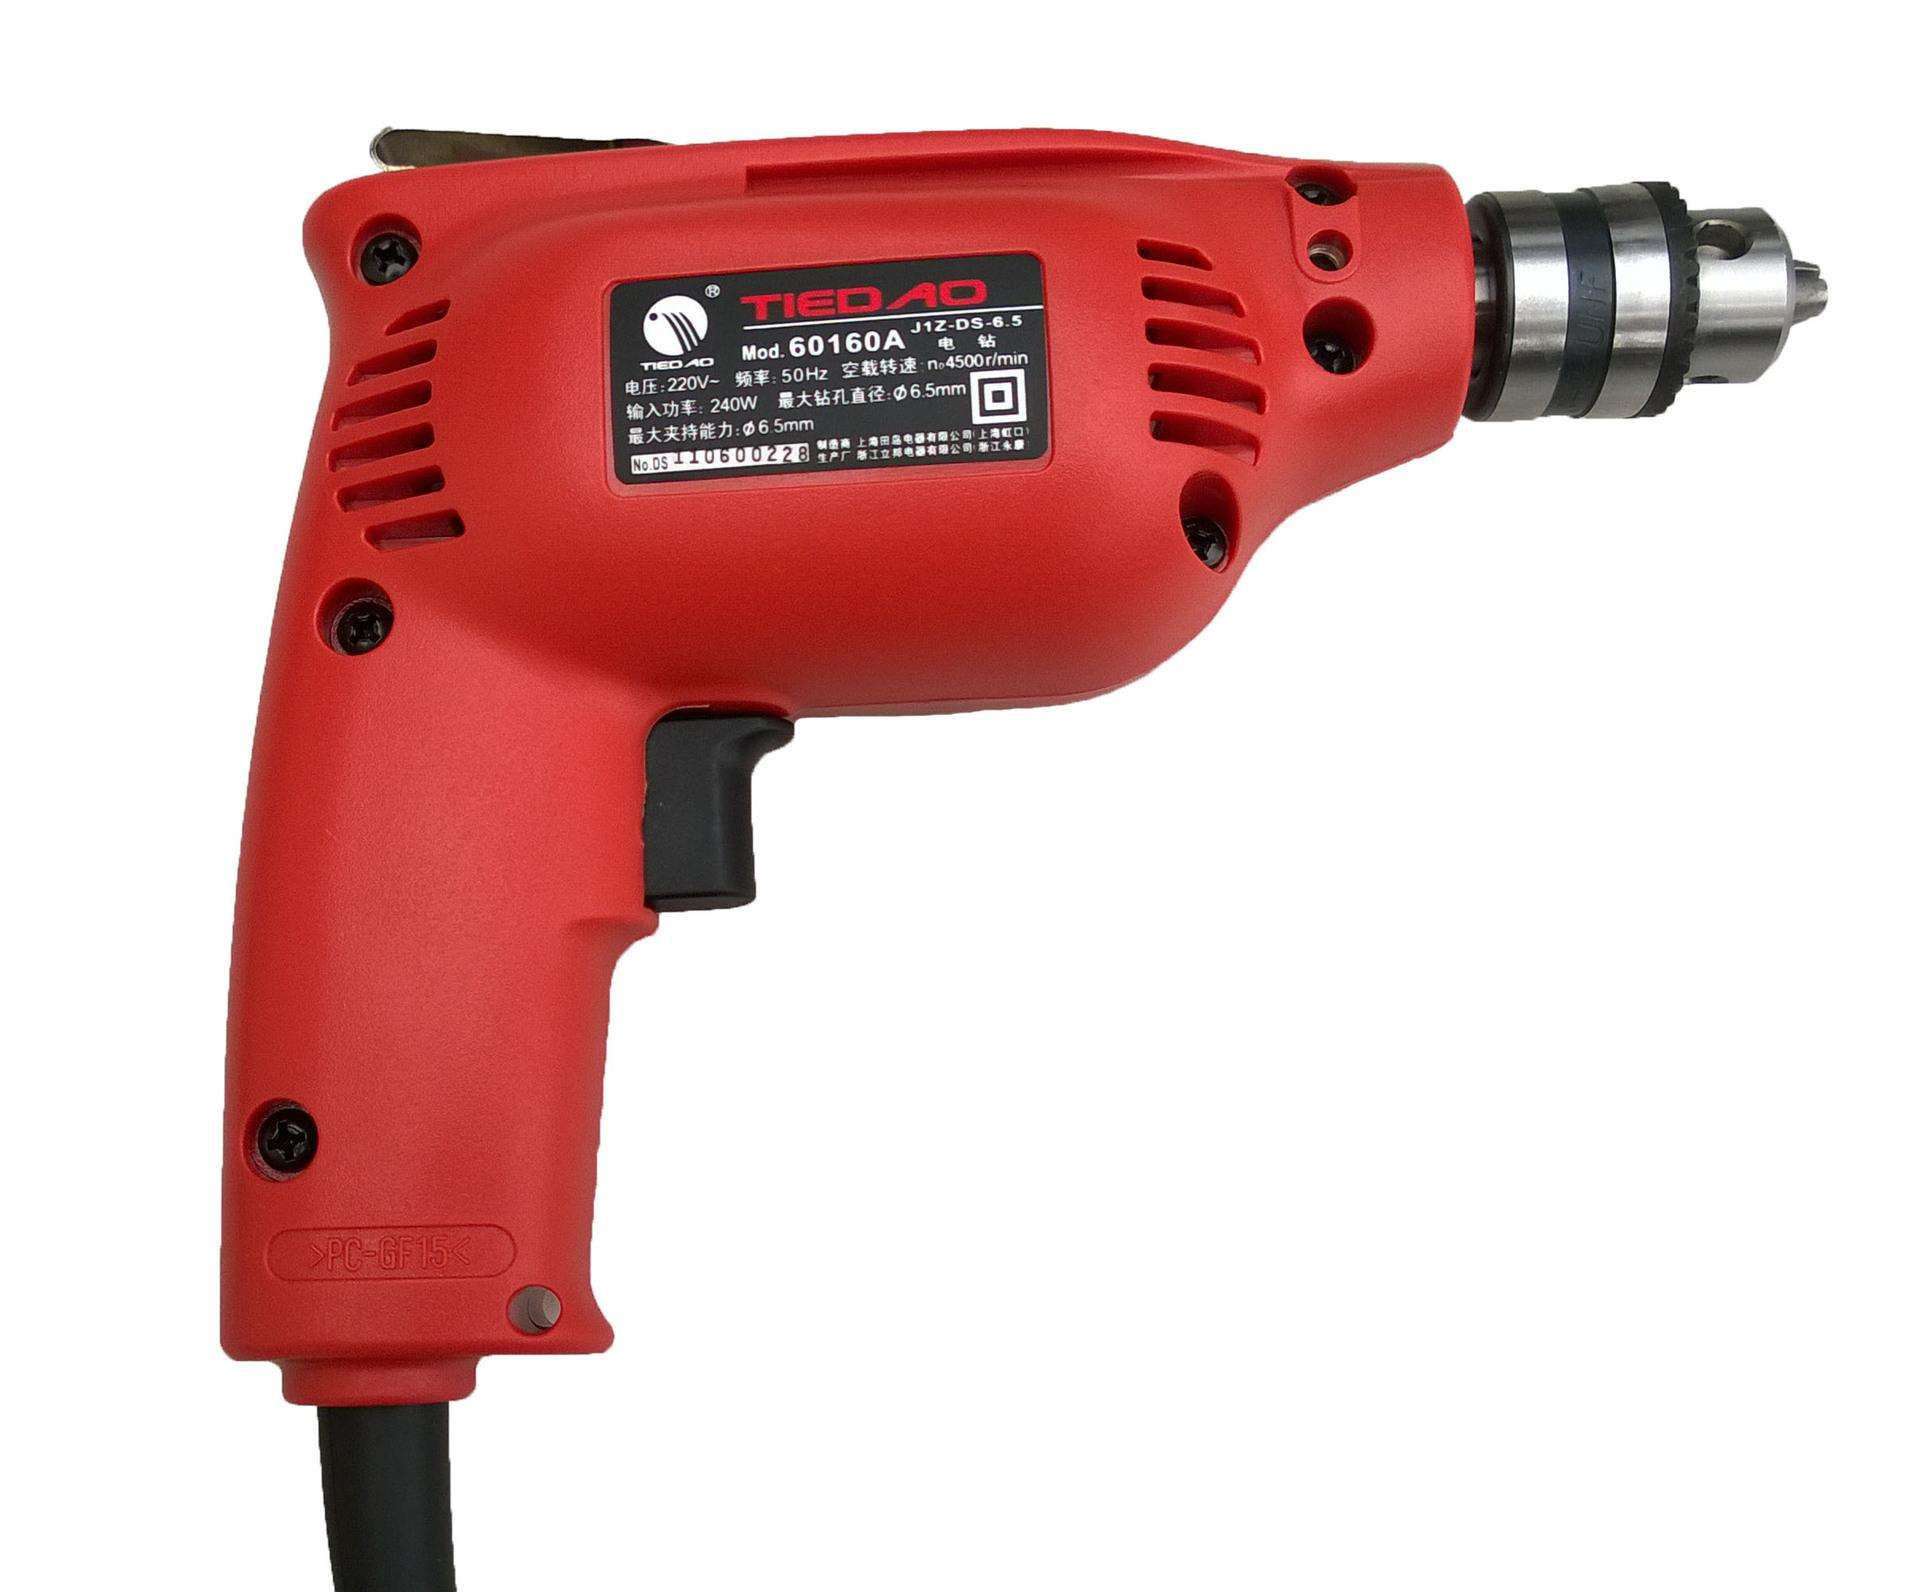 ®
TIEDAO
TIEDAO
J1Z-DS-6.5
Mod. 60160A 电 钻
电压:220V~ 频率:50Hz 空载转速:n₀4500r/min
输入功率:240W 最大钻孔直径:Φ6.5mm
最大夹持能力:Φ6.5mm
制造商 上海田岛电器有限公司(上海虹口)
生产厂 浙江立邦电器有限公司(浙江永康)
No.DS 110600228
>PC-GF15<